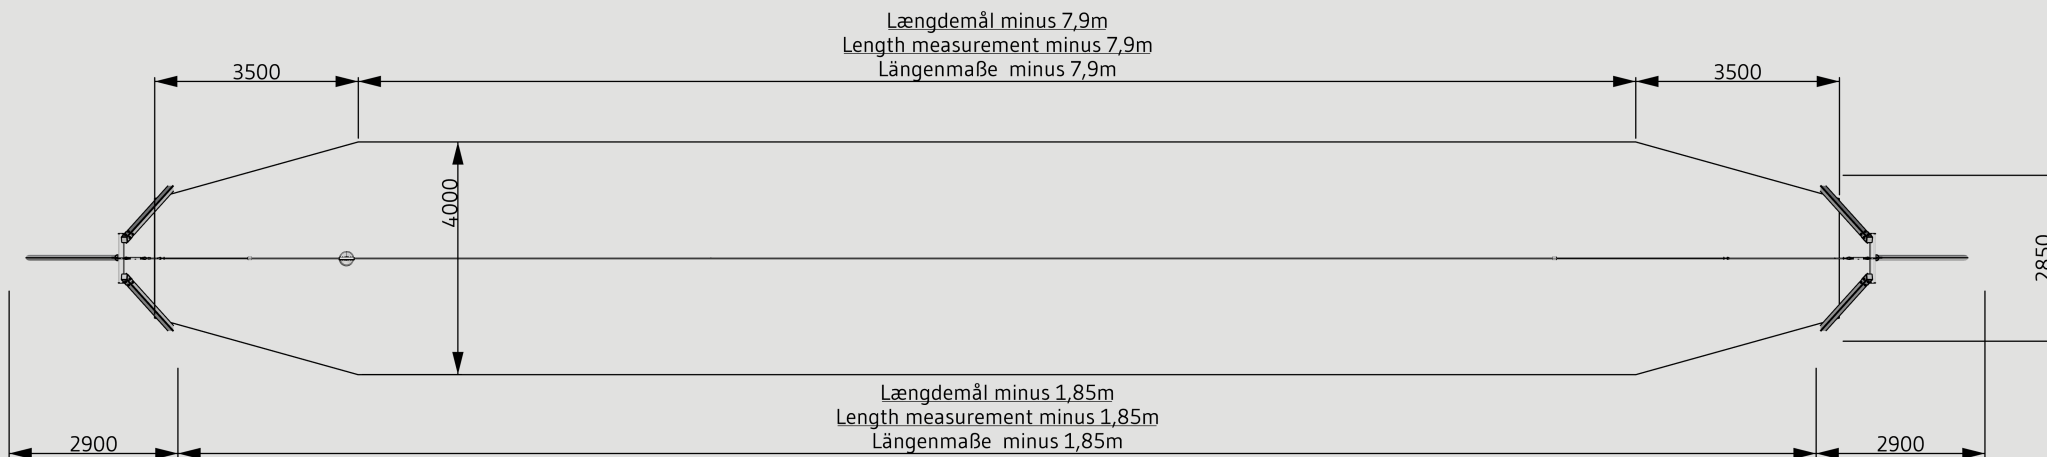 Længdemål minus 7,9m
Length measurement minus 7,9m
Längenmaße minus 7,9m
3500
3500
4000
2850
Længdemål minus 1,85m
Length measurement minus 1,85m
Längenmaße minus 1,85m
2900
2900